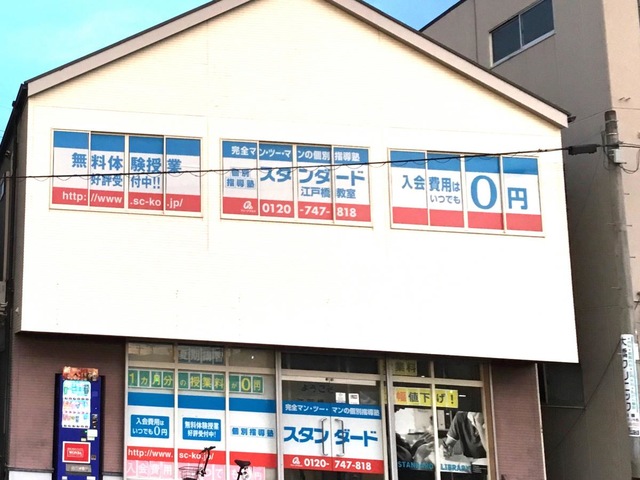 無料体験授業
好評受付中!!
http://www.sc-ko.jp/
完全マン・ツー・マンの個別指導塾
個別
指導塾
スタンダード
江戸橋教室
0120-747-818
入会費用は
いつでも
0円
1ヵ月分の授業料が0円
入会費用は
いつでも0円
無料体験授業
好評受付中!!
個別指導塾
http://www.sc-ko.jp/
完全マン・ツー・マンの個別指導塾
スタンダード
0120-747-818
幅値下げ!
LIBRARY